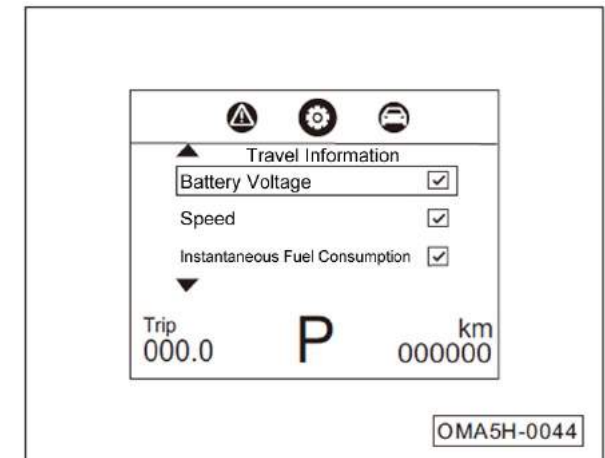 Travel Information
Battery Voltage
Speed
Instantaneous Fuel Consumption
Trip
000.0
P
km
000000
OMA5H-0044